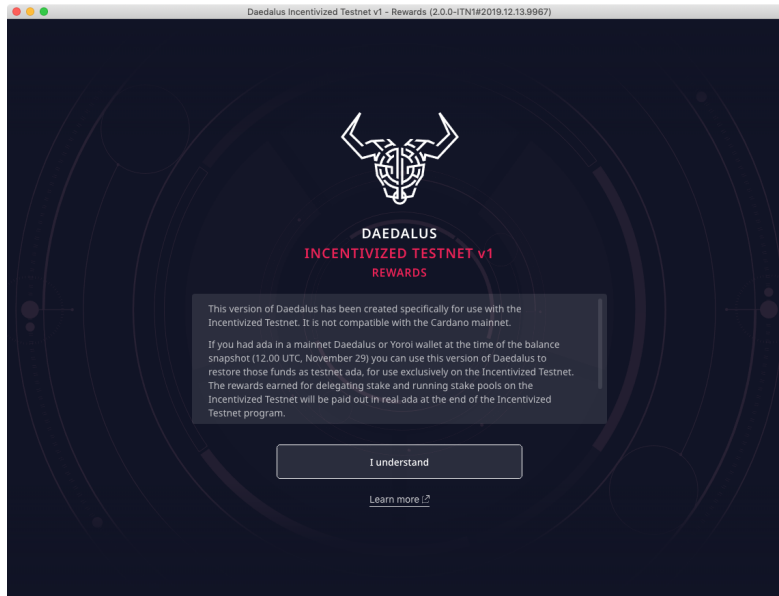 Daedalus Incentivized Testnet v1 - Rewards (2.0.0-ITN1#2019.12.13.9967)
DAEDALUS
INCENTIVIZED TESTNET v1
REWARDS
This version of Daedalus has been created specifically for use with the
Incentivized Testnet. It is not compatible with the Cardano mainnet.
If you had ada in a mainnet Daedalus or Yoroi wallet at the time of the balance
snapshot (12.00 UTC, November 29) you can use this version of Daedalus to
restore those funds as testnet ada, for use exclusively on the Incentivized Testnet.
The rewards earned for delegating stake and running stake pools on the
Incentivized Testnet will be paid out in real ada at the end of the Incentivized
Testnet program.
I understand
Learn more